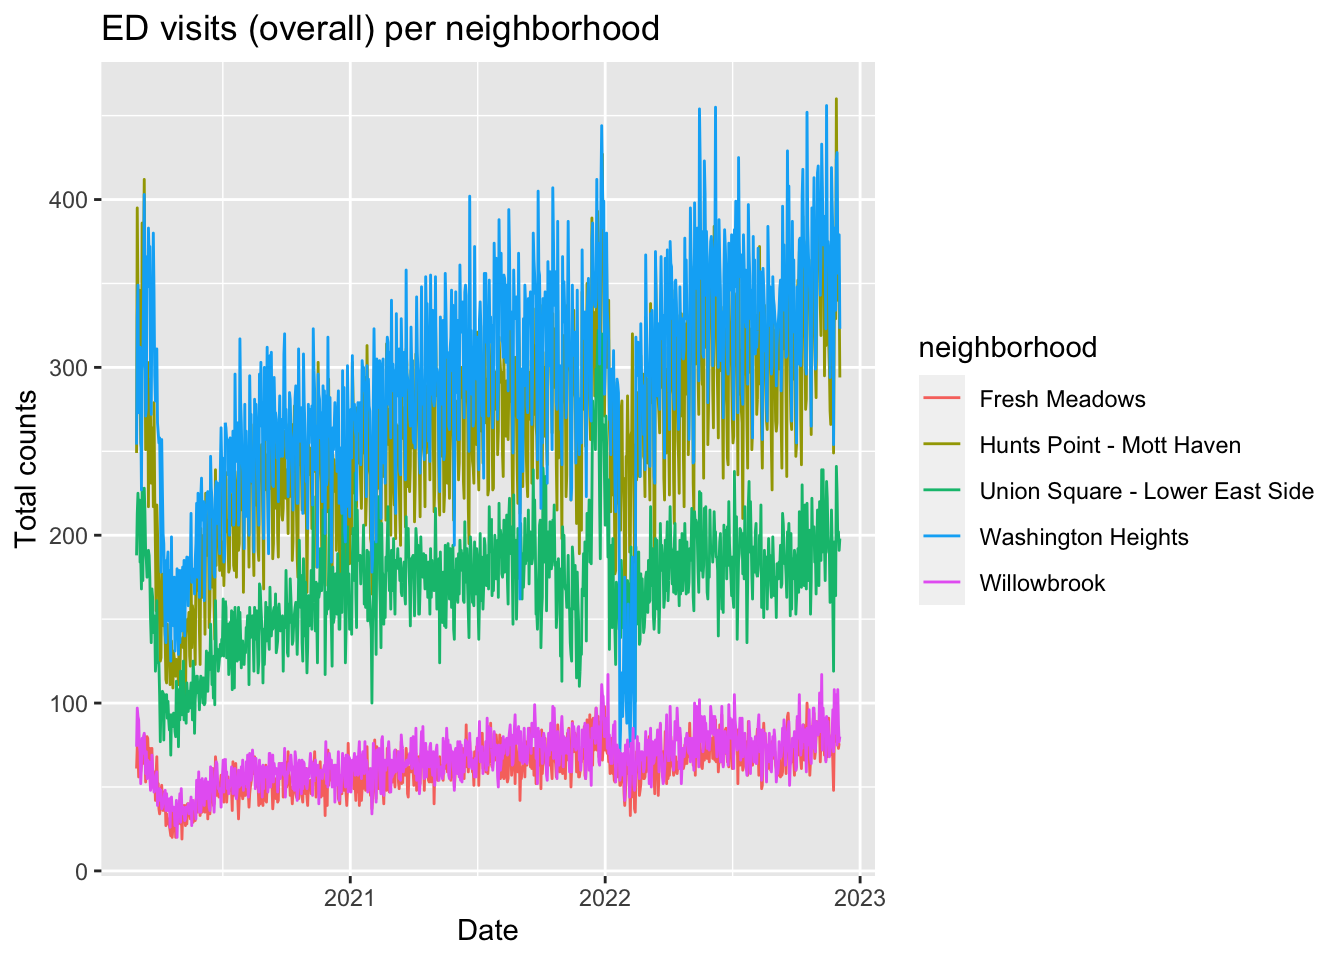 ED visits (overall) per neighborhood
Total counts
400
300
200
100
0
2021
2022
2023
Date
neighborhood
Fresh Meadows
Hunts Point - Mott Haven
Union Square - Lower East Side
Washington Heights
Willowbrook